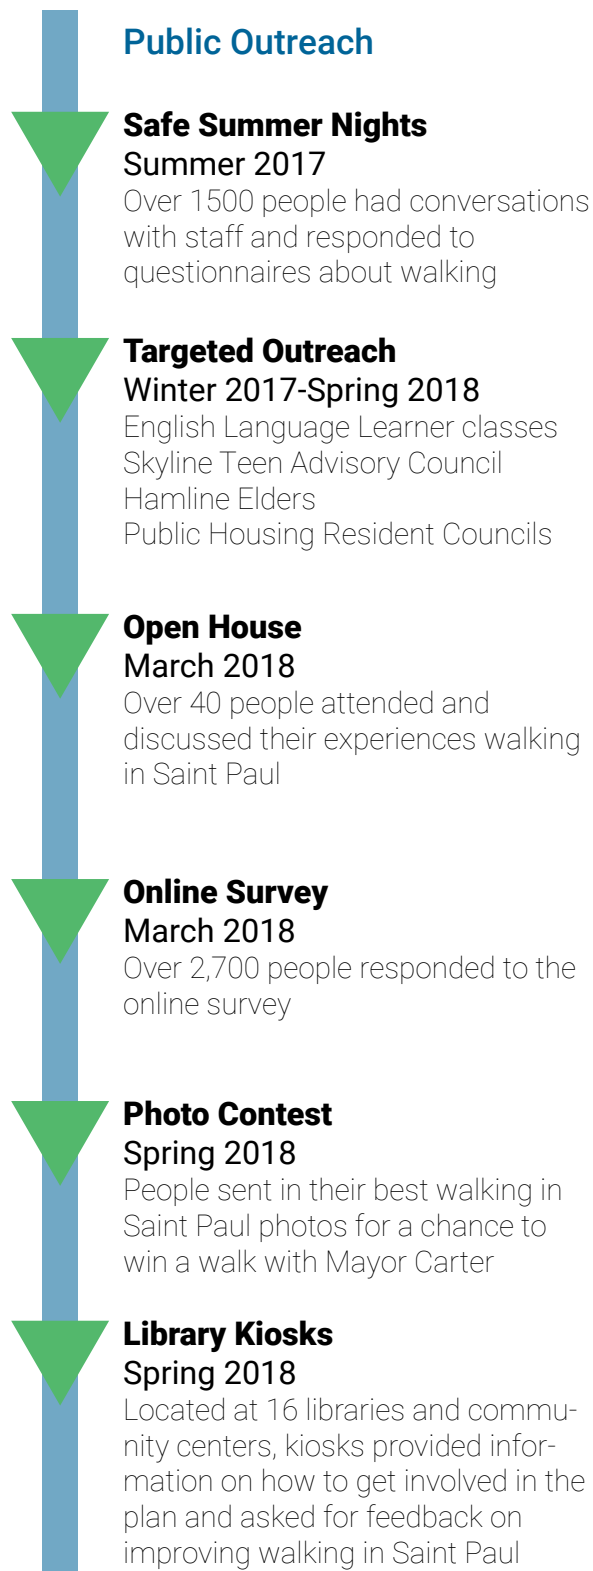 Public Outreach
Safe Summer Nights
Summer 2017
Over 1500 people had conversations
with staff and responded to
questionnaires about walking
Targeted Outreach
Winter 2017-Spring 2018
English Language Learner classes
Skyline Teen Advisory Council
Hamline Elders
Public Housing Resident Councils
Open House
March 2018
Over 40 people attended and
discussed their experiences walking
in Saint Paul
Online Survey
March 2018
Over 2,700 people responded to the
online survey
Photo Contest
Spring 2018
People sent in their best walking in
Saint Paul photos for a chance to
win a walk with Mayor Carter
Library Kiosks
Spring 2018
Located at 16 libraries and commu-
nity centers, kiosks provided infor-
mation on how to get involved in the
plan and asked for feedback on
improving walking in Saint Paul